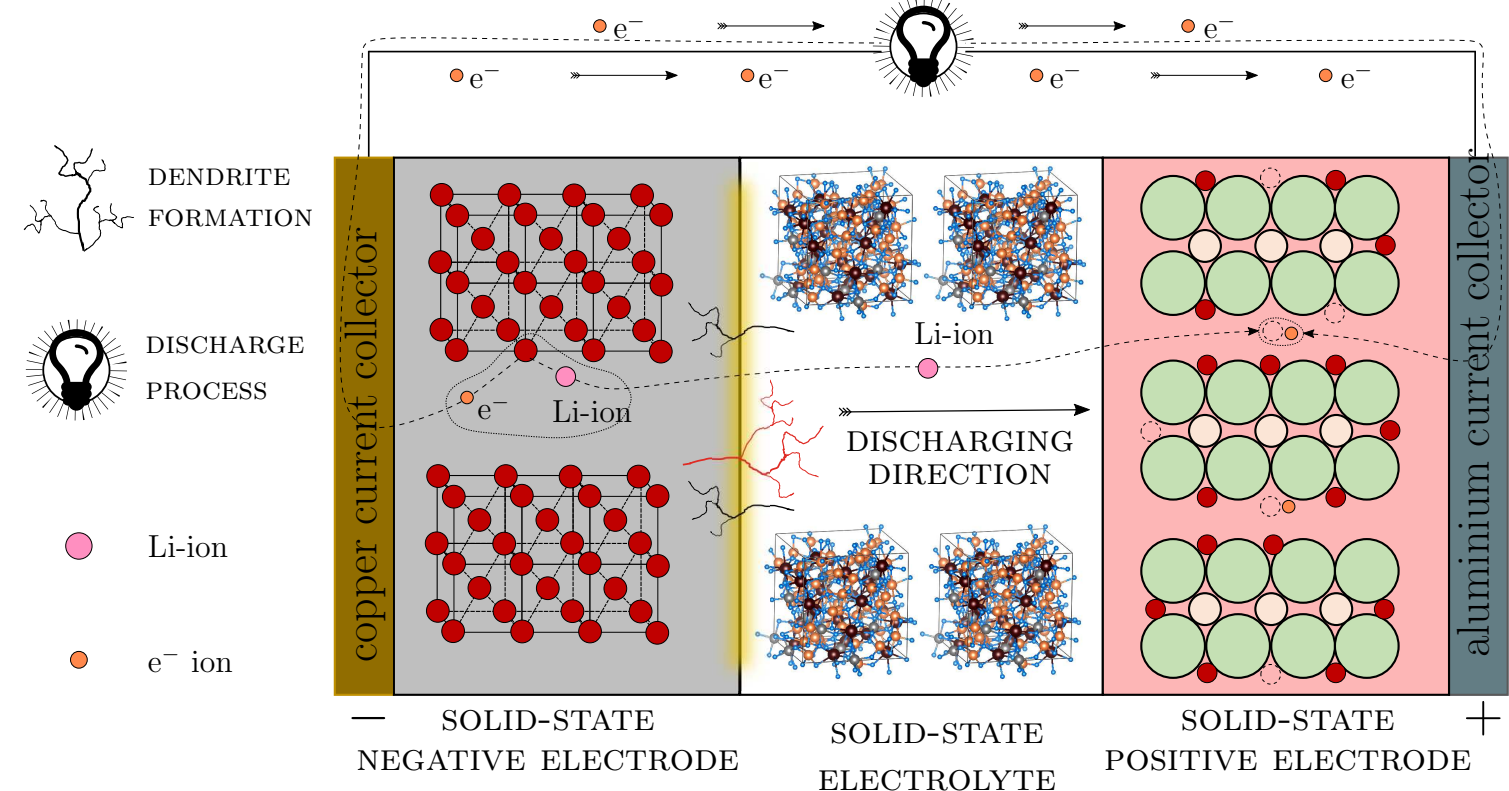 e⁻ e⁻
e⁻ e⁻ e⁻ e⁻
DENDRITE
FORMATION
DISCHARGE
PROCESS
Li-ion
e⁻ ion
copper current collector
e⁻
Li-ion
Li-ion
DISCHARGING
DIRECTION
aluminium current collector
−
SOLID-STATE
NEGATIVE ELECTRODE
SOLID-STATE
ELECTROLYTE
SOLID-STATE
POSITIVE ELECTRODE
+